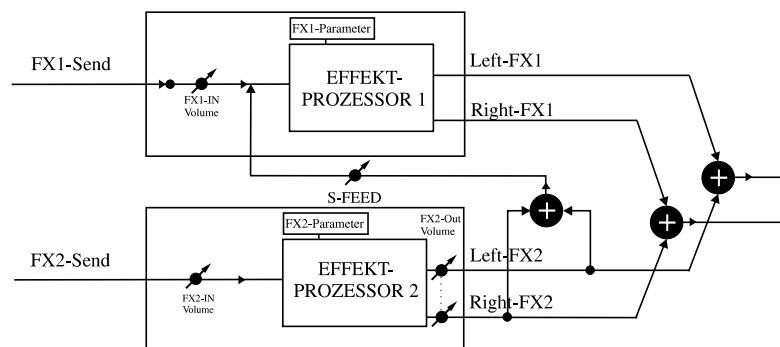 FX1-Parameter
FX1-Send
FX1-IN
Volume
EFFEKT-
PROZESSOR 1
Left-FX1
Right-FX1
S-FEED
FX2-Parameter
FX2-Out
Volume
FX2-Send
FX2-IN
Volume
EFFEKT-
PROZESSOR 2
Left-FX2
Right-FX2